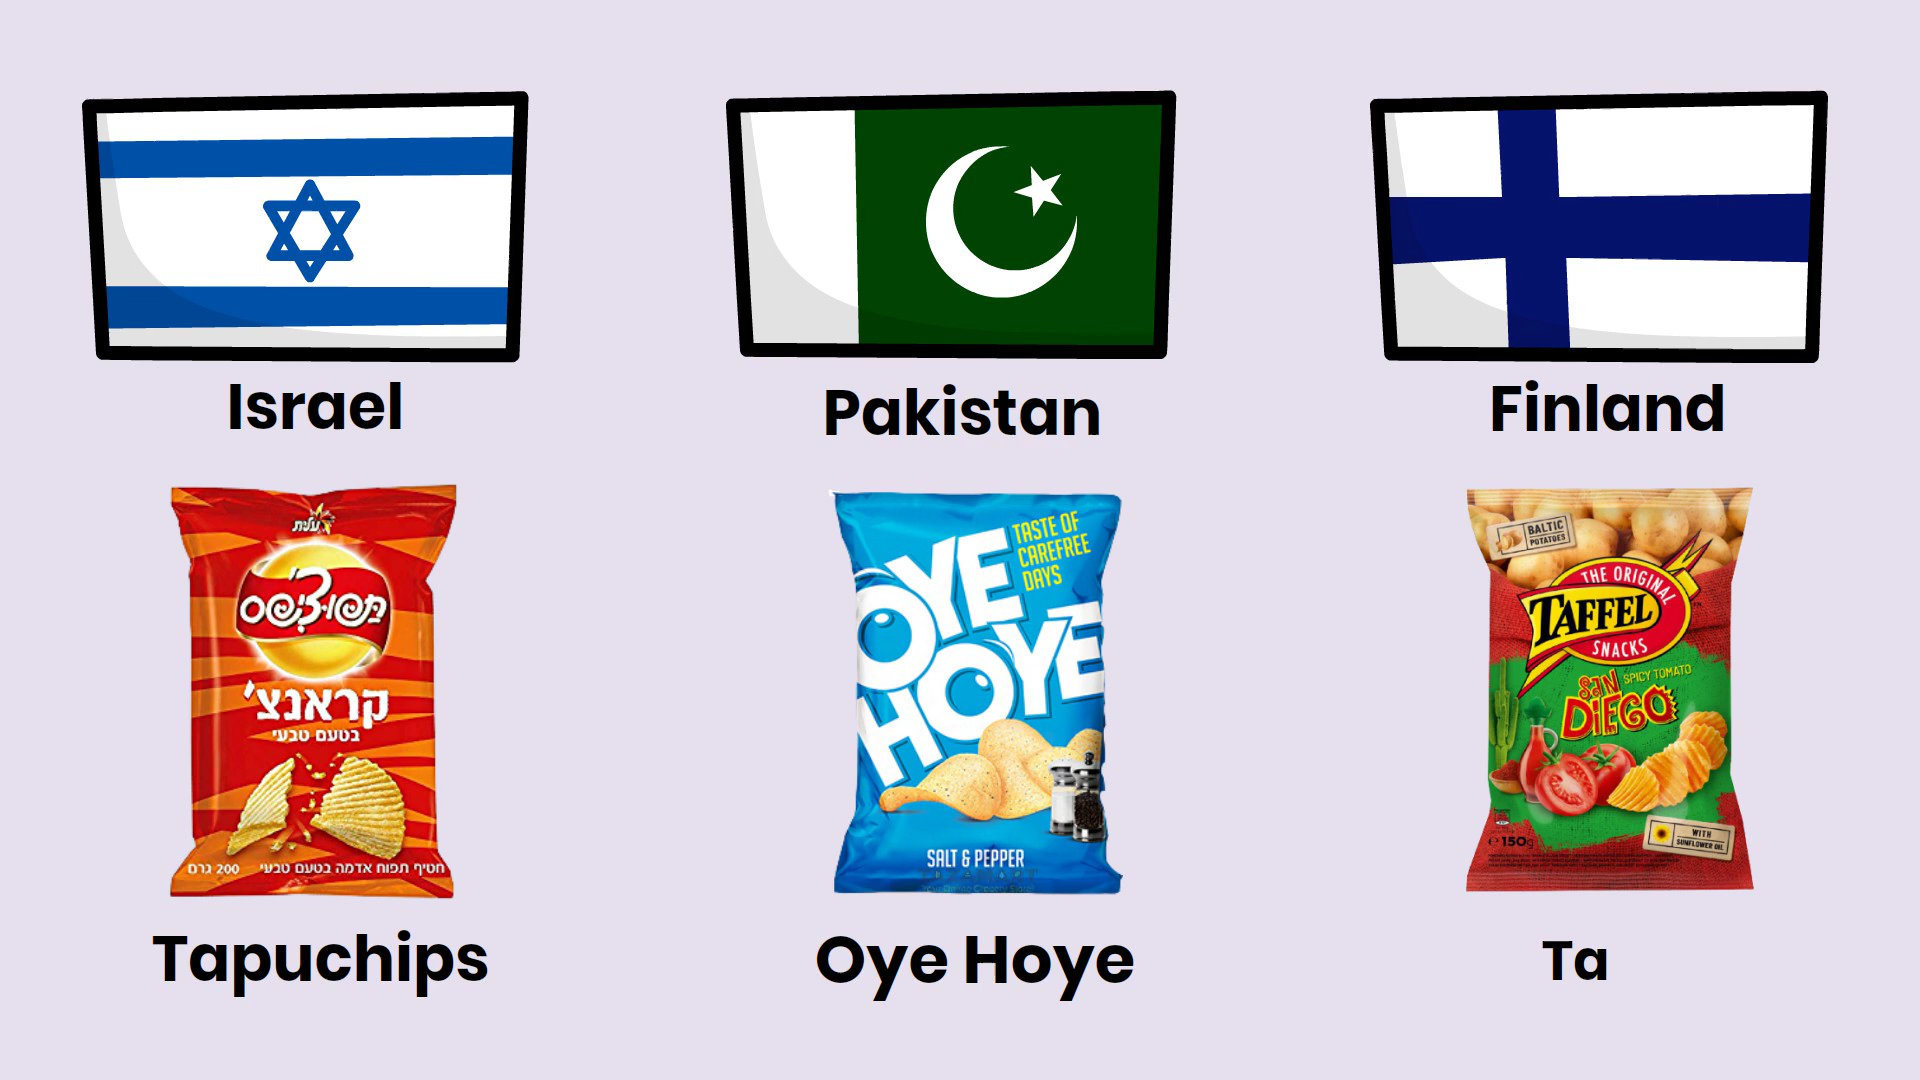 Israel
Pakistan
Finland
עלית
תפוצ'יפס
קראנצ'
בטעם טבעי
חטיף תפוח אדמה בטעם טבעי
200 גרם
TASTE OF
CAREFREE
DAYS
OYE
HOYE
SALT & PEPPER
BALTIC
POTATOES
THE ORIGINAL
TAFFEL
SNACKS
SPICY TOMATO
SAN
DIEGO
WITH
SUNFLOWER OIL
e 150g
Tapuchips
Oye Hoye
Ta